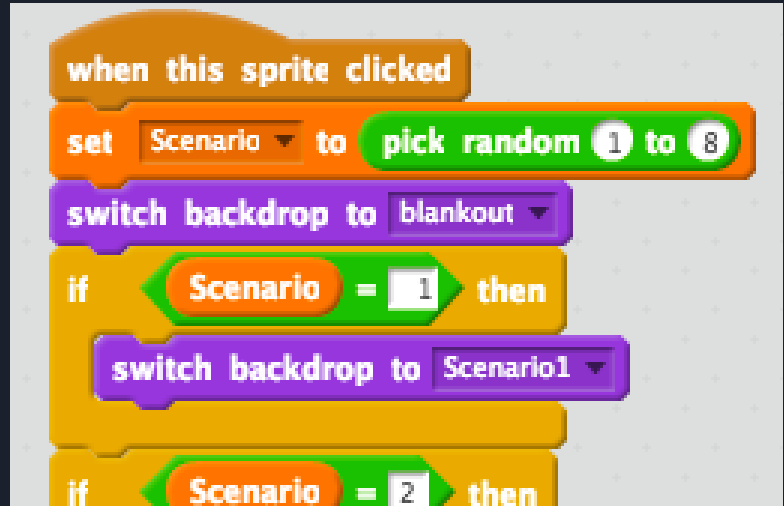 when this sprite clicked
set Scenario to pick random 1 to 8
switch backdrop to blankout
if Scenario = 1 then
switch backdrop to Scenario1
if Scenario = 2 then